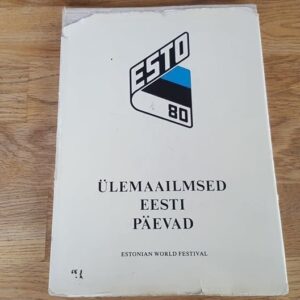 ESTO
80
ÜLEMAAILMSED
EESTI
PÄEVAD
ESTONIAN WORLD FESTIVAL